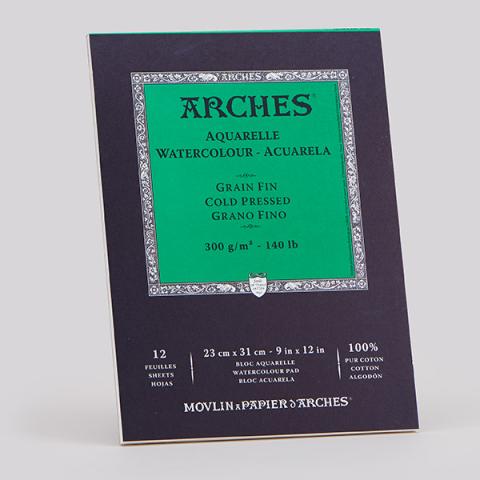 ARCHES
ARCHES®
AQUARELLE
WATERCOLOUR - ACUARELA
GRAIN FIN
COLD PRESSED
GRANO FINO
300 g/m² - 140 lb
12
FEUILLES
SHEETS
HOJAS
23 cm x 31 cm - 9 in x 12 in
BLOC AQUARELLE
WATERCOLOUR PAD
BLOC ACUARELA
100%
PUR COTON
COTTON
ALGODÓN
MOVLIN & PAPIER D'ARCHES®